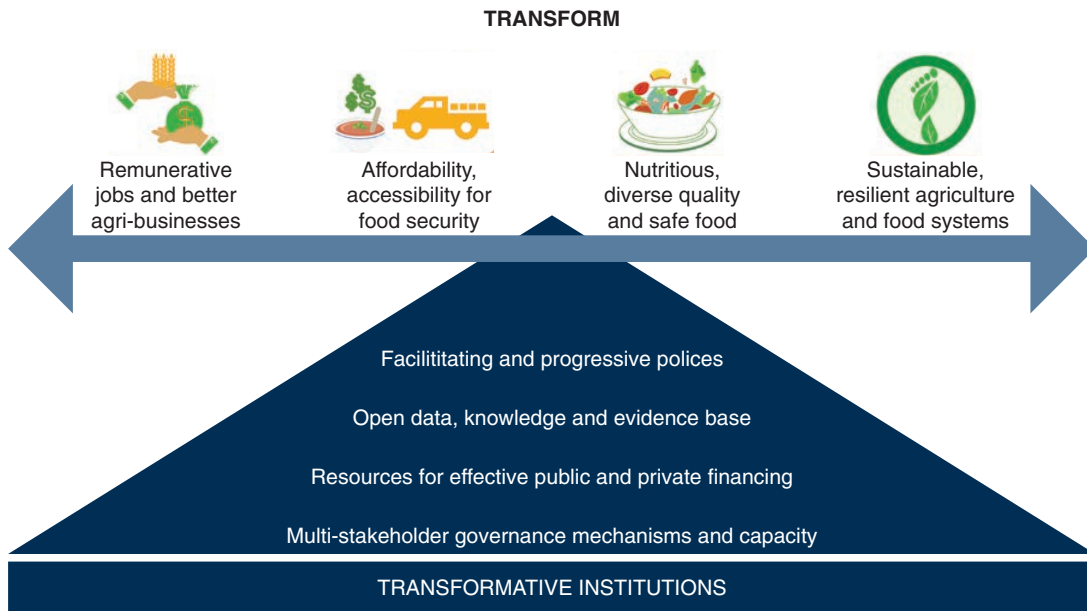 TRANSFORM
Remunerative
jobs and better
agri-businesses
Affordability,
accessibility for
food security
Nutritious,
diverse quality
and safe food
Sustainable,
resilient agriculture
and food systems
Facilititating and progressive polices
Open data, knowledge and evidence base
Resources for effective public and private financing
Multi-stakeholder governance mechanisms and capacity
TRANSFORMATIVE INSTITUTIONS